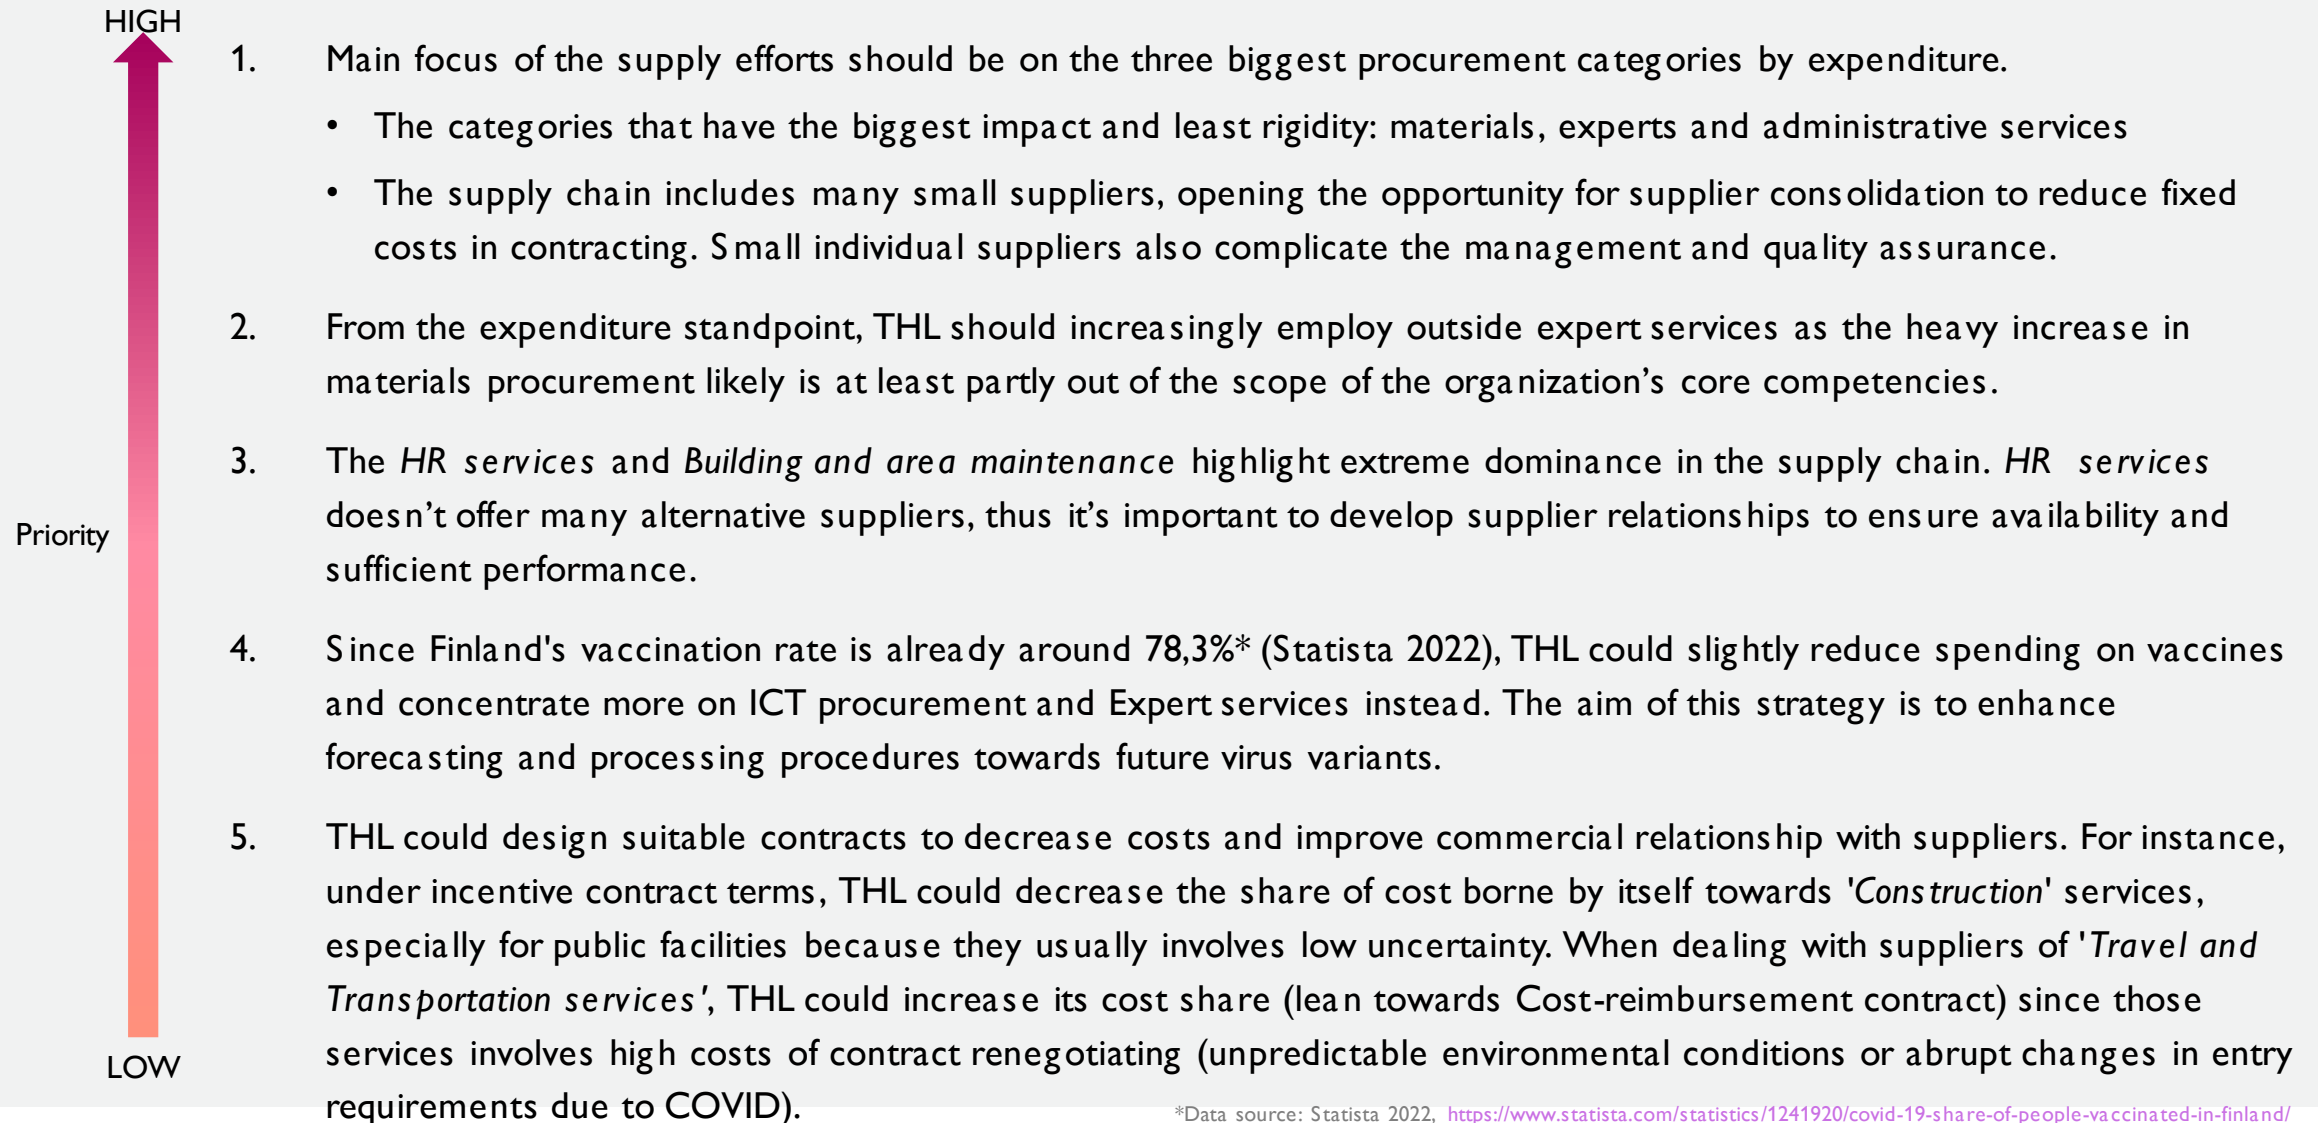 HIGH
1. Main focus of the supply efforts should be on the three biggest procurement categories by expenditure.
• The categories that have the biggest impact and least rigidity: materials, experts and administrative services
• The supply chain includes many small suppliers, opening the opportunity for supplier consolidation to reduce fixed
costs in contracting. Small individual suppliers also complicate the management and quality assurance.
2. From the expenditure standpoint, THL should increasingly employ outside expert services as the heavy increase in
materials procurement likely is at least partly out of the scope of the organization’s core competencies.
3. The HR services and Building and area maintenance highlight extreme dominance in the supply chain. HR services
doesn’t offer many alternative suppliers, thus it’s important to develop supplier relationships to ensure availability and
sufficient performance.
Priority
4. Since Finland's vaccination rate is already around 78,3%* (Statista 2022), THL could slightly reduce spending on vaccines
and concentrate more on ICT procurement and Expert services instead. The aim of this strategy is to enhance
forecasting and processing procedures towards future virus variants.
5. THL could design suitable contracts to decrease costs and improve commercial relationship with suppliers. For instance,
under incentive contract terms, THL could decrease the share of cost borne by itself towards 'Construction' services,
especially for public facilities because they usually involves low uncertainty. When dealing with suppliers of 'Travel and
Transportation services', THL could increase its cost share (lean towards Cost-reimbursement contract) since those
services involves high costs of contract renegotiating (unpredictable environmental conditions or abrupt changes in entry
requirements due to COVID).
LOW
*Data source: Statista 2022, https://www.statista.com/statistics/1241920/covid-19-share-of-people-vaccinated-in-finland/